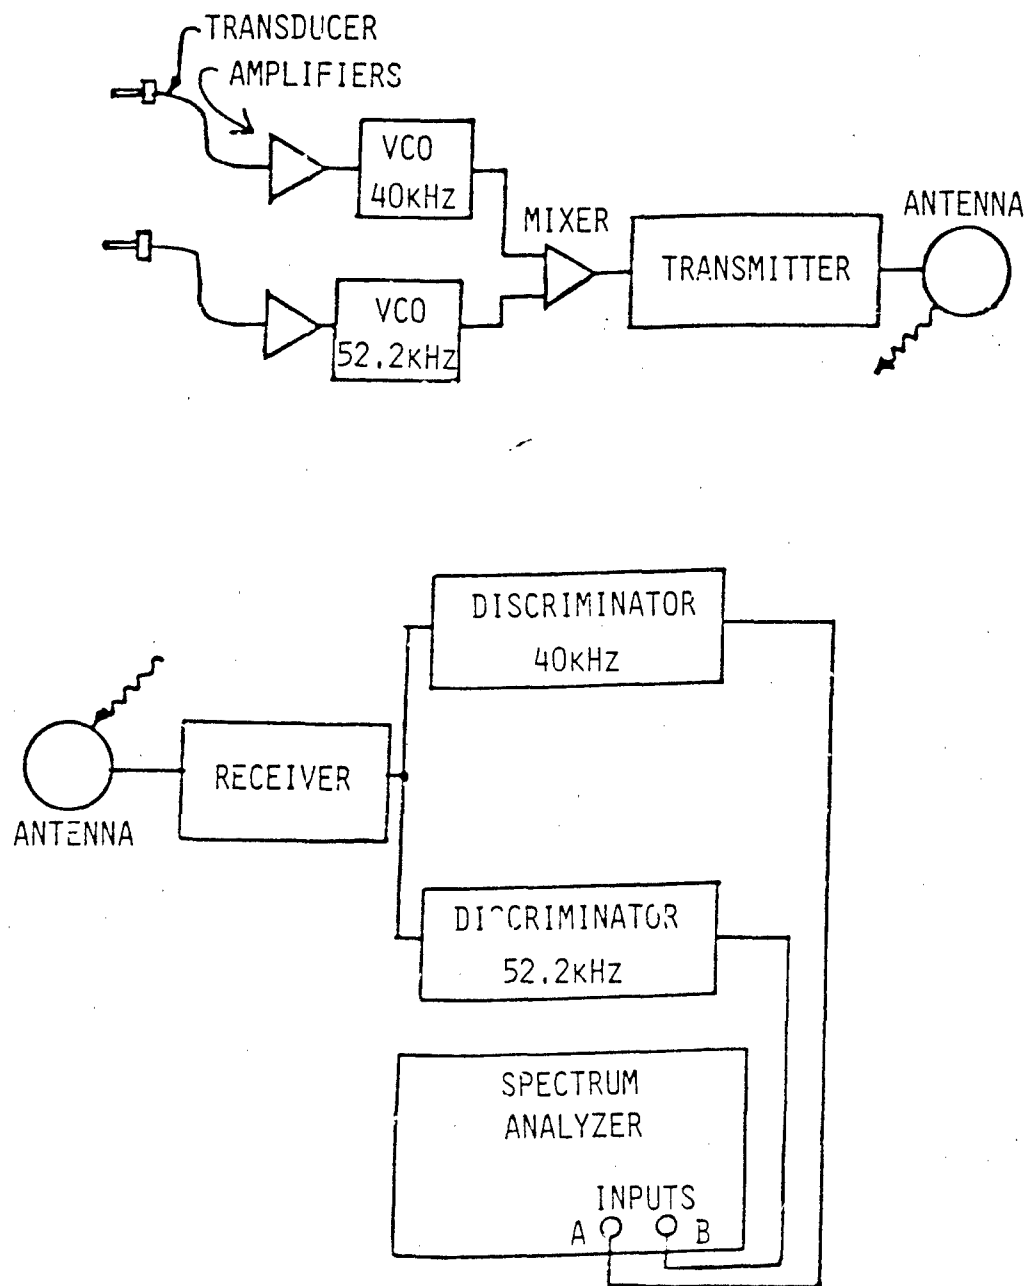 TRANSDUCER
AMPLIFIERS
VCO
40KHZ
MIXER
TRANSMITTER
ANTENNA
VCO
52.2KHZ
DISCRIMINATOR
40KHZ
RECEIVER
ANTENNA
DISCRIMINATOR
52.2KHZ
SPECTRUM
ANALYZER
INPUTS
A
B